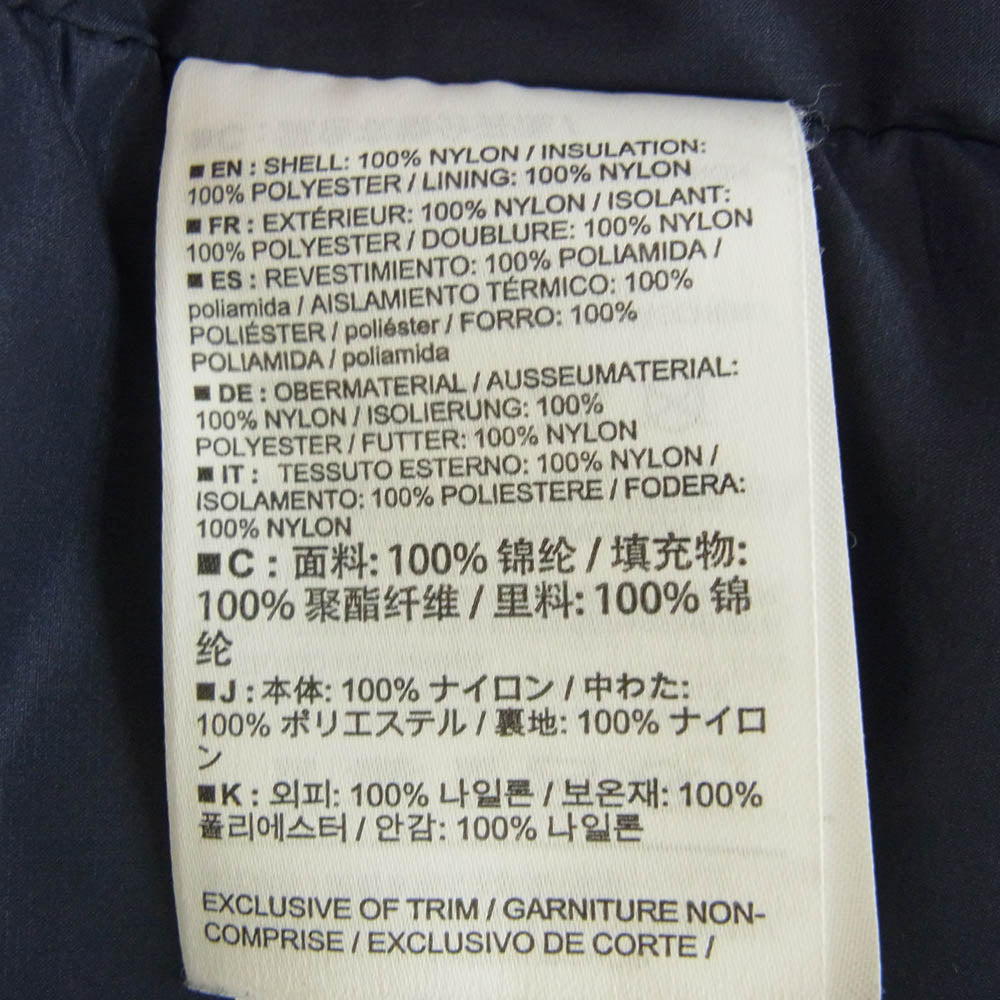 ■ EN : SHELL: 100% NYLON / INSULATION:
100% POLYESTER / LINING: 100% NYLON
■ FR : EXTÉRIEUR: 100% NYLON / ISOLANT:
100% POLYESTER / DOUBLURE: 100% NYLON
■ ES : REVESTIMIENTO: 100% POLIAMIDA /
poliamida / AISLAMIENTO TÉRMICO: 100%
POLIÉSTER / poliéster / FORRO: 100%
POLIAMIDA / poliamida
■ DE : OBERMATERIAL / AUSSEUMATERIAL:
100% NYLON / ISOLIERUNG: 100%
POLYESTER / FUTTER: 100% NYLON
■ IT : TESSUTO ESTERNO: 100% NYLON /
ISOLAMENTO: 100% POLIESTERE / FODERA:
100% NYLON
■ C : 面料: 100% 锦纶 / 填充物:
100% 聚酯纤维 / 里料: 100% 锦
纶
■ J : 本体: 100% ナイロン / 中わた:
100% ポリエステル / 裏地: 100% ナイロ
ン
■ K : 외피: 100% 나일론 / 보온재: 100%
폴리에스터 / 안감: 100% 나일론
EXCLUSIVE OF TRIM / GARNITURE NON-
COMPRISE / EXCLUSIVO DE CORTE /